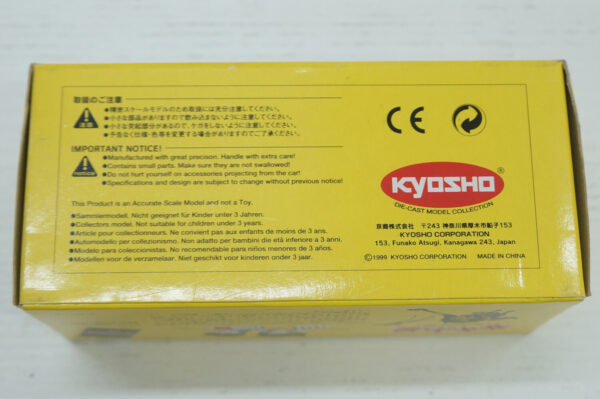 取扱のご注意
注意
●精密スケールモデルのため取扱には充分注意してください。
●小さな部品がありますので飲み込まないように注意してください。
●小さな突起部分があるので、ケガをしないように注意してください。
●予告なく仕様・色等を変更する場合がありますのでご了承ください。
IMPORTANT NOTICE!
notice
●Manufactured with great precision. Handle with extra care!
●Contains small parts. Make sure they are not swallowed!
●Do not hurt yourself on accessories projecting from the car!
●Specifications and design are subject to change without previous notice!
This Product is an Accurate Scale Model and not a Toy.
●Sammlermodell. Nicht geeignet für Kinder unter 3 Jahren.
●Collectors model. Not suitable for children under 3 years.
●Article pour collectionneurs. Ne convient pas aux enfants de moins de 3 ans.
●Automodello per collezionismo. Non adatto per bambini die età inferiore a 3 anni.
●Modelo para coleccionistas. No recomendable para niños menores de 3 años.
●Modellen voor de verzamelaar. Niet geschikt voor kinderen onder 3 jaar.
CE
KYOSHO
DIE-CAST MODEL COLLECTION
京商株式会社 〒243 神奈川県厚木市船子153
KYOSHO CORPORATION
153, Funako Atsugi, Kanagawa 243, Japan
©1999 KYOSHO CORPORATION MADE IN CHINA